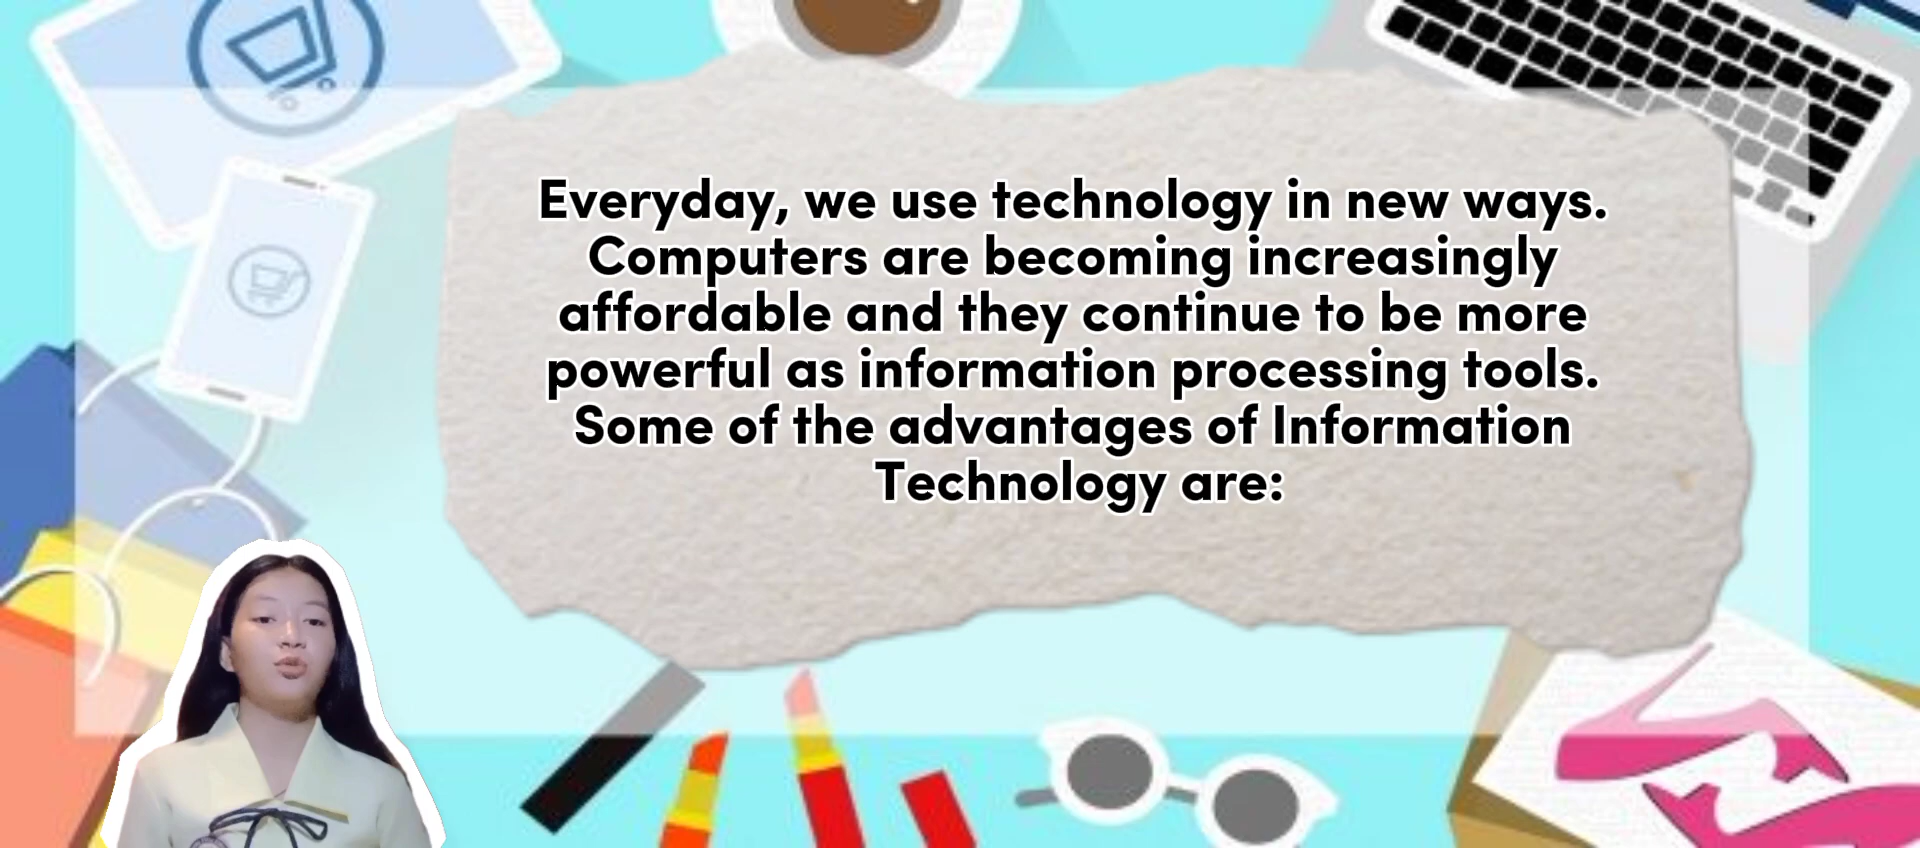 Everyday, we use technology in new ways.
Computers are becoming increasingly
affordable and they continue to be more
powerful as information processing tools.
Some of the advantages of Information
Technology are: